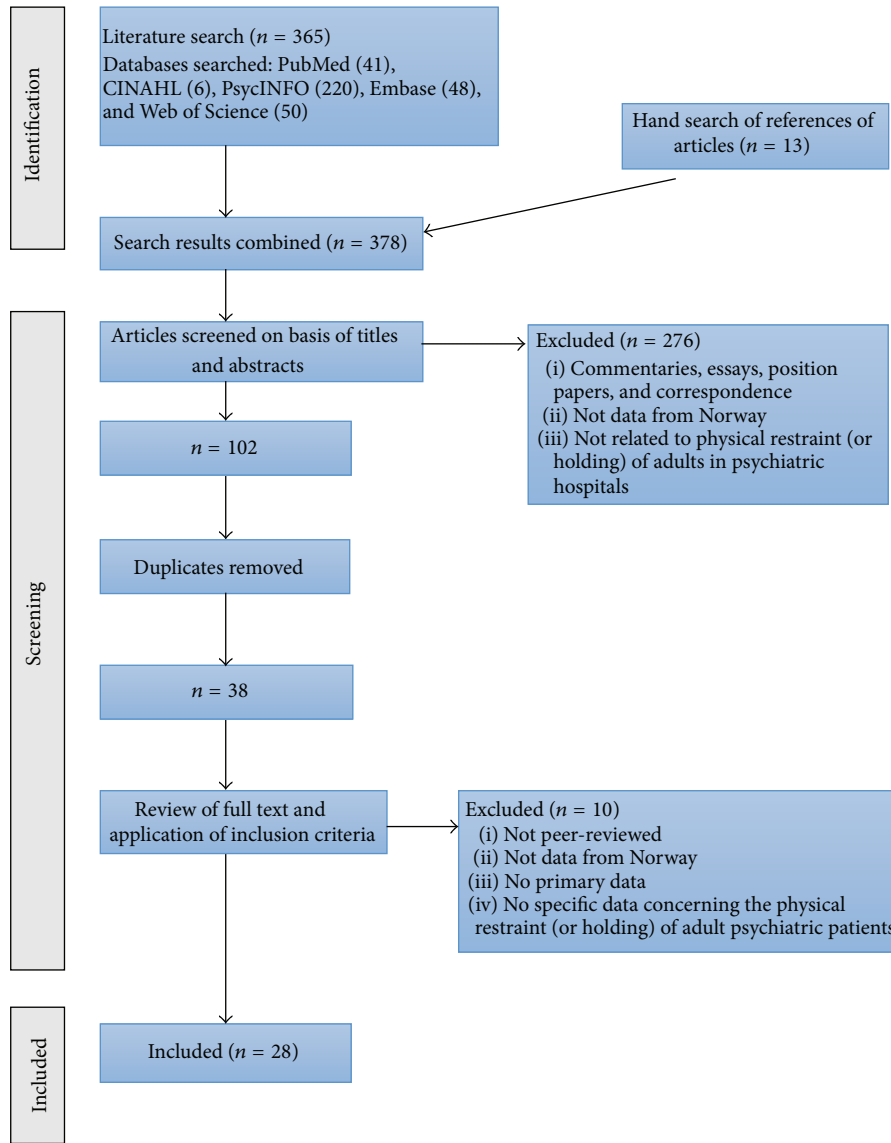 Identification
Literature search (n = 365)
Databases searched: PubMed (41),
CINAHL (6), PsycINFO (220), Embase (48),
and Web of Science (50)
Hand search of references of
articles (n = 13)
Search results combined (n = 378)
Screening
Articles screened on basis of titles
and abstracts
Excluded (n = 276)
(i) Commentaries, essays, position
papers, and correspondence
(ii) Not data from Norway
(iii) Not related to physical restraint (or
holding) of adults in psychiatric
hospitals
n = 102
Duplicates removed
n = 38
Review of full text and
application of inclusion criteria
Excluded (n = 10)
(i) Not peer-reviewed
(ii) Not data from Norway
(iii) No primary data
(iv) No specific data concerning the physical
restraint (or holding) of adult psychiatric patients
Included
Included (n = 28)